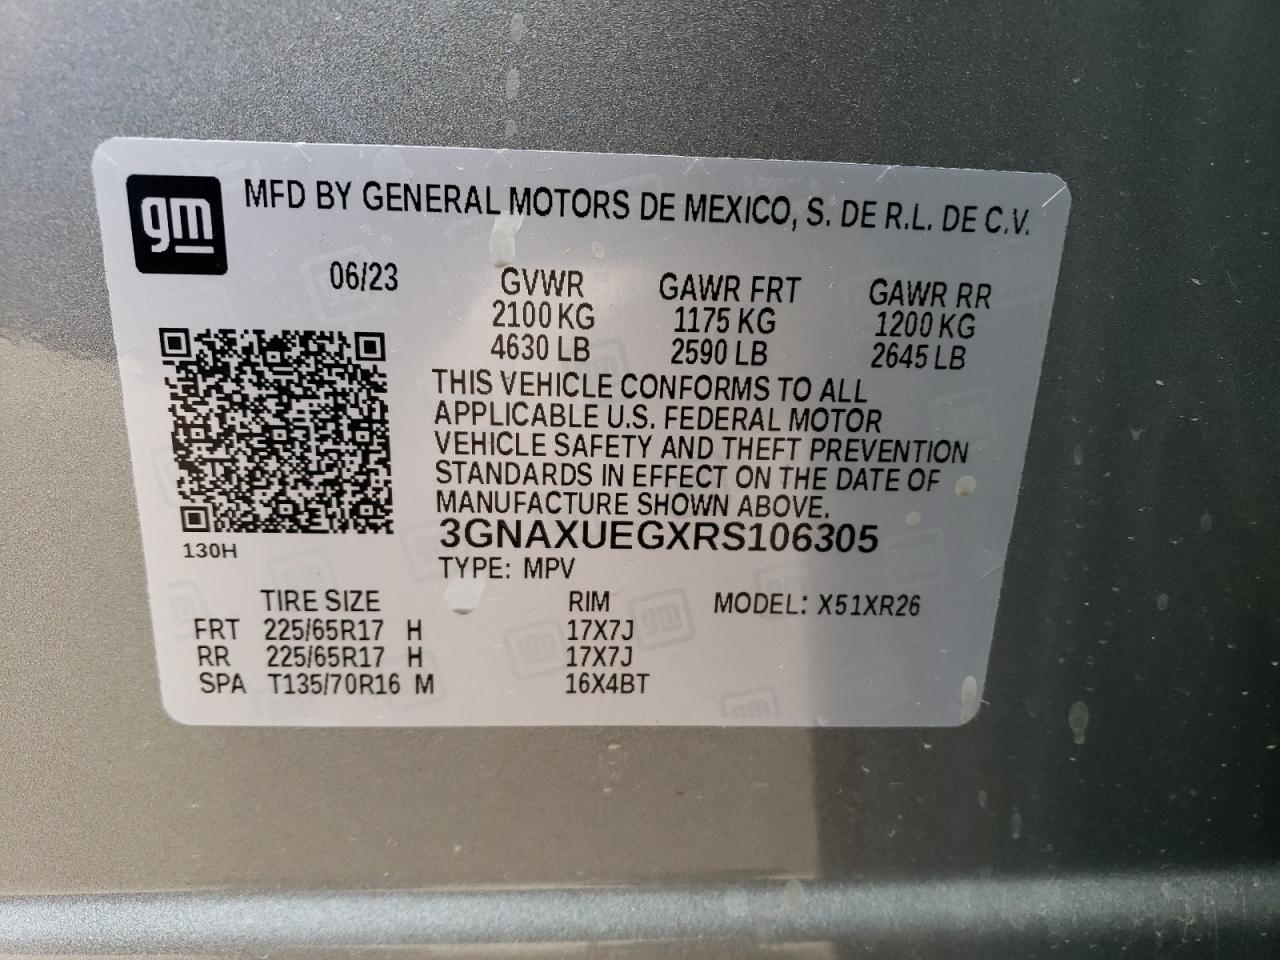 gm
MFD BY GENERAL MOTORS DE MEXICO, S. DE R.L. DE C.V.
06/23
GVWR GAWR FRT GAWR RR
2100 KG 1175 KG 1200 KG
4630 LB 2590 LB 2645 LB
THIS VEHICLE CONFORMS TO ALL
APPLICABLE U.S. FEDERAL MOTOR
VEHICLE SAFETY AND THEFT PREVENTION
STANDARDS IN EFFECT ON THE DATE OF
MANUFACTURE SHOWN ABOVE.
3GNAXUEGXRS106305
130H
TYPE: MPV
TIRE SIZE RIM MODEL: X51XR26
FRT 225/65R17 H 17X7J
RR 225/65R17 H 17X7J
SPA T135/70R16 M 16X4BT